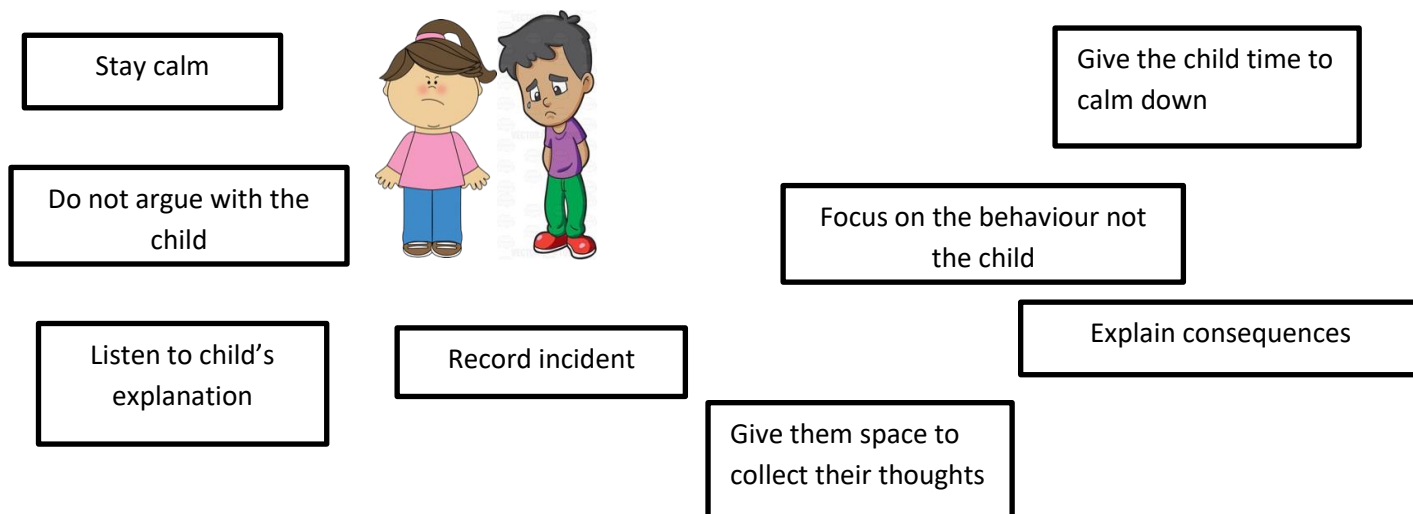 Stay calm
Give the child time to
calm down
Do not argue with the
child
Focus on the behaviour not
the child
Listen to child’s
explanation
Record incident
Explain consequences
Give them space to
collect their thoughts